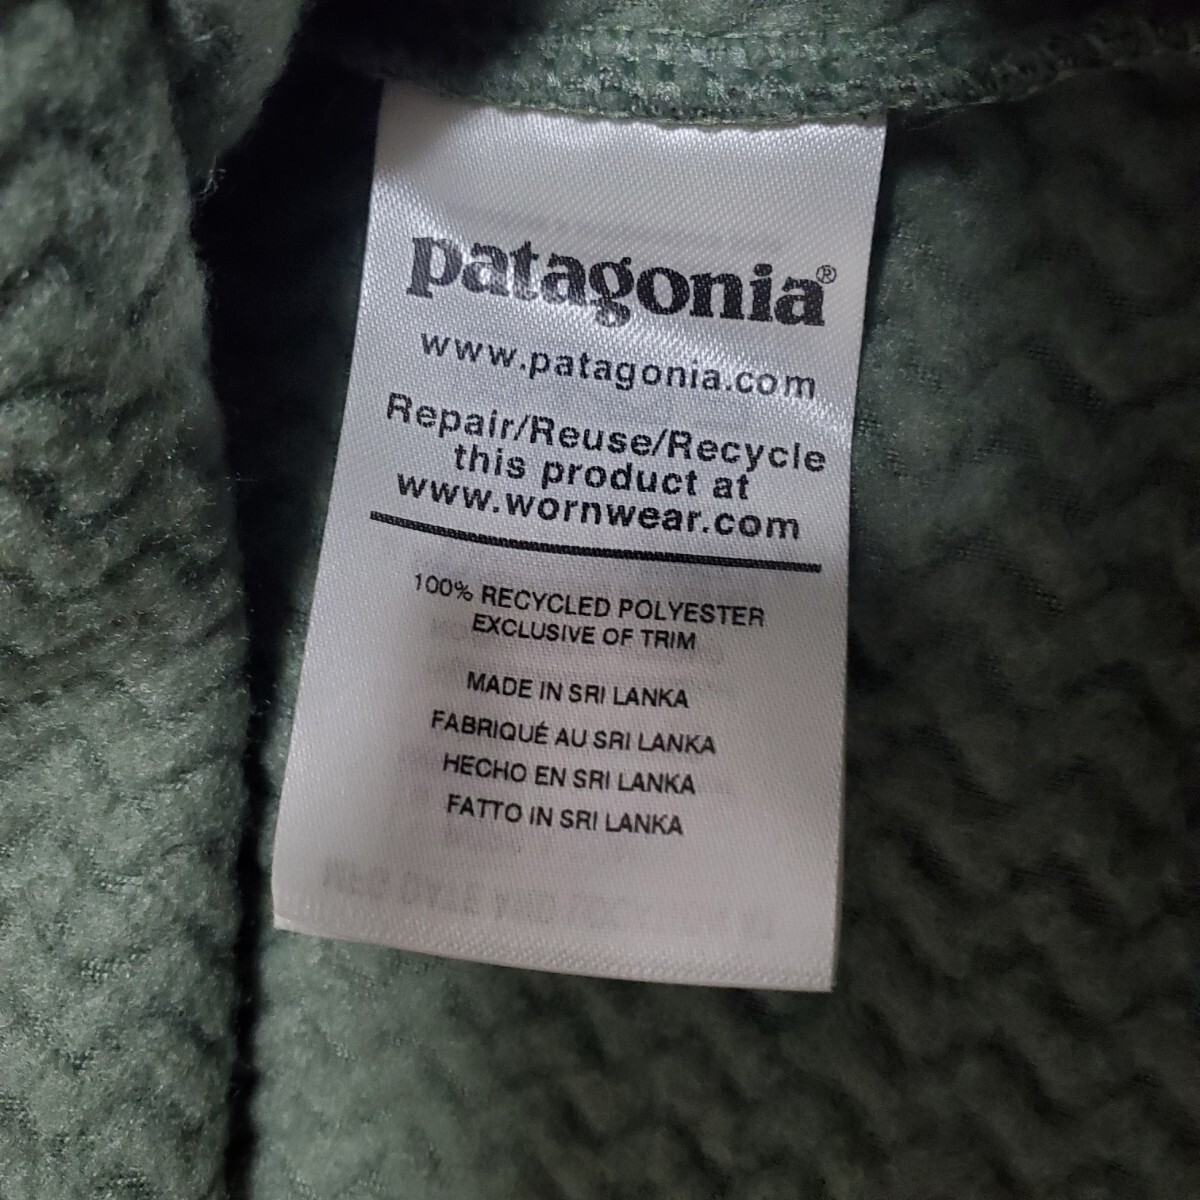 patagonia®
www.patagonia.com
Repair/Reuse/Recycle
this product at
www.wornwear.com
100% RECYCLED POLYESTER
EXCLUSIVE OF TRIM
MADE IN SRI LANKA
FABRIQUÉ AU SRI LANKA
HECHO EN SRI LANKA
FATTO IN SRI LANKA